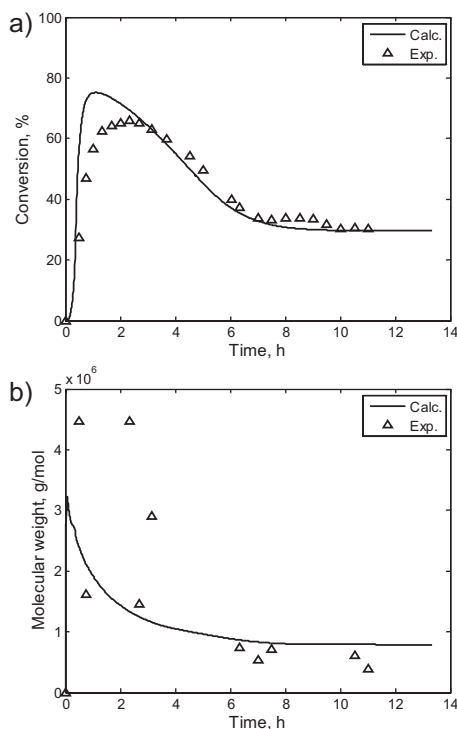 a)
100
80
60
40
20
0
Conversion, %
0 2 4 6 8 10 12 14
Time, h
Calc.
Exp.
b)
5 x 10^6
4
3
2
1
0
Molecular weight, g/mol
0 2 4 6 8 10 12 14
Time, h
Calc.
Exp.